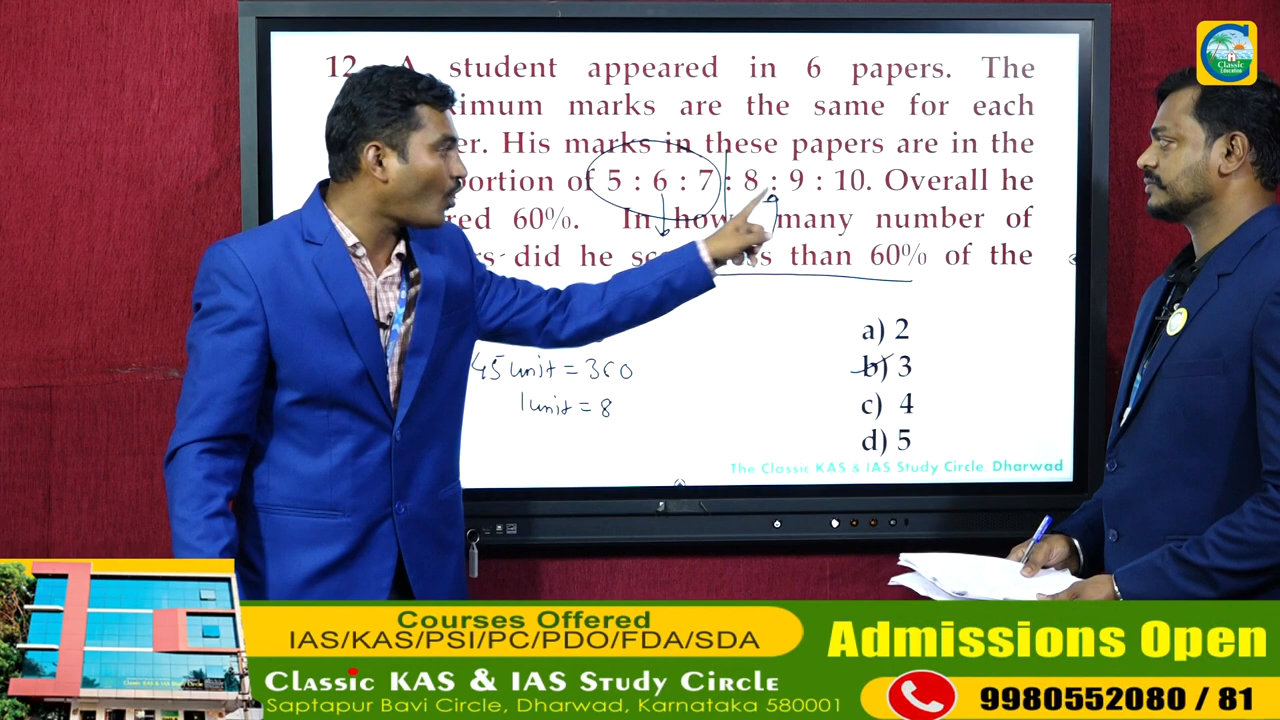 Classic
Education
12. A student appeared in 6 papers. The
ximum marks are the same for each
er. His marks in these papers are in the
portion of 5 : 6 : 7 : 8 : 9 : 10. Overall he
red 60%. In how many number of
rs did he less than 60% of the
a) 2
45 unit = 360
b) 3
1 unit = 8
c) 4
d) 5
The Classic KAS & IAS Study Circle Dharwad
Courses Offered
IAS/KAS/PSI/PC/PDO/FDA/SDA
Admissions Open
Classic KAS & IAS Study Circle
Saptapur Bavi Circle, Dharwad, Karnataka 580001
9980552080 / 81